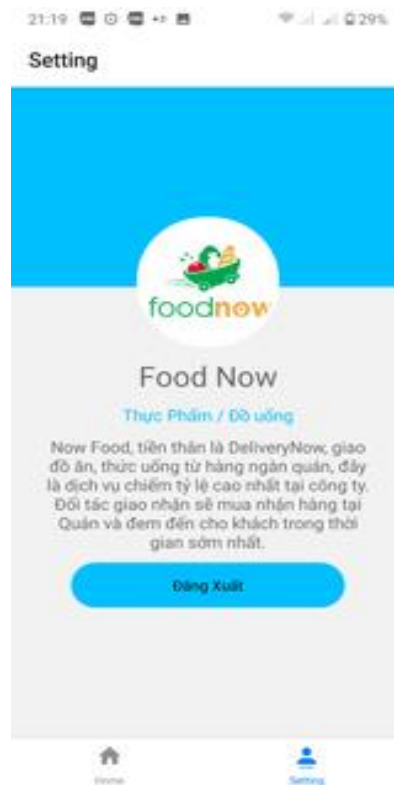 21:19 29%
Setting
foodnow
Food Now
Thực Phẩm / Đồ uống
Now Food, tiền thân là DeliveryNow, giao
đồ ăn, thức uống từ hàng ngàn quán, đây
là dịch vụ chiếm tỷ lệ cao nhất tại công ty.
Đối tác giao nhận sẽ mua nhận hàng tại
Quán và đem đến cho khách trong thời
gian sớm nhất.
Đăng Xuất
Home Setting